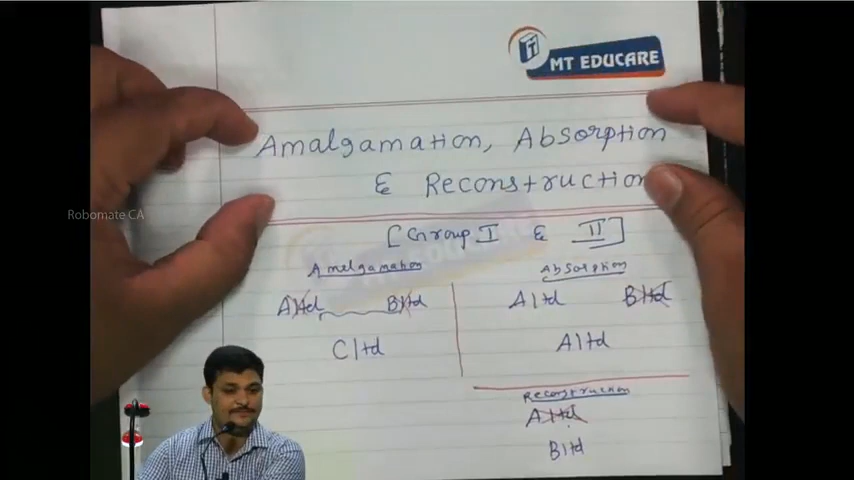 MT EDUCARE
Amalgamation, Absorption
& Reconstruction
[Group I & II]
Amalgamation
A ltd B ltd
C ltd
Absorption
A ltd B ltd
A ltd
Reconstruction
A ltd
B ltd
Robomate CA